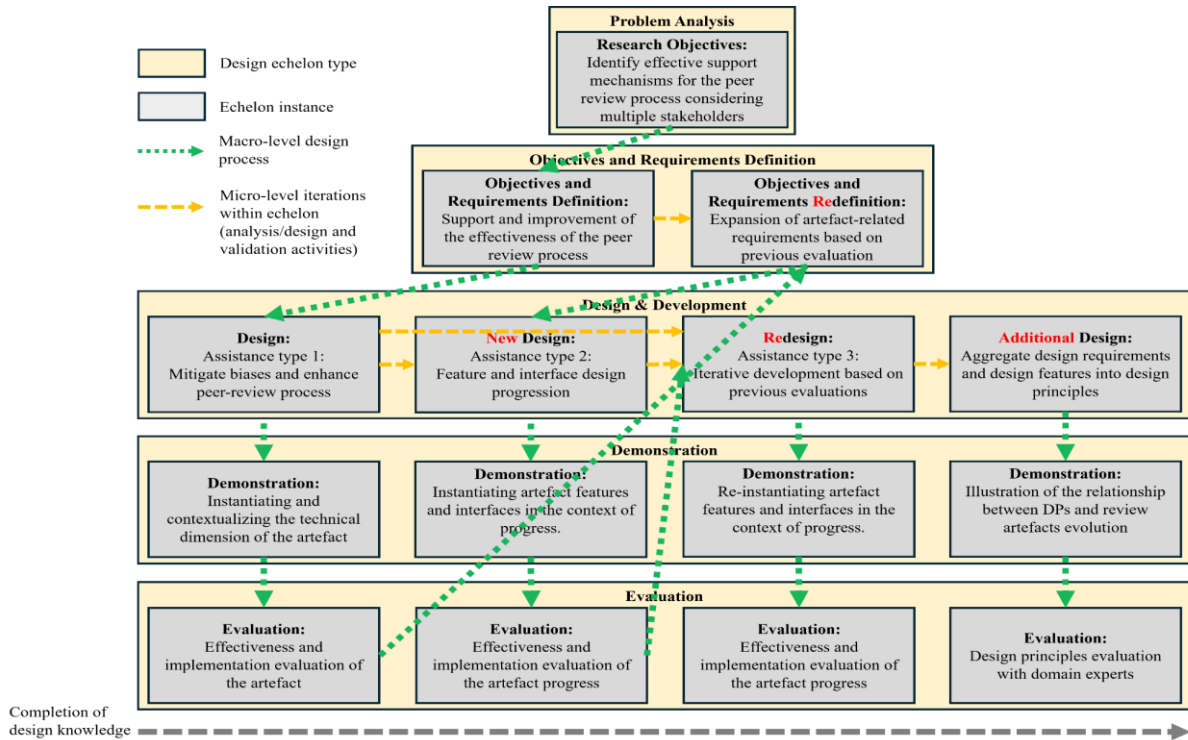 Problem Analysis
Research Objectives:
Identify effective support
mechanisms for the peer
review process considering
multiple stakeholders
Design echelon type
Echelon instance
Macro-level design
process
Micro-level iterations
within echelon
(analysis/design and
validation activities)
Objectives and Requirements Definition
Objectives and
Requirements Definition:
Support and improvement of
the effectiveness of the peer
review process
Objectives and
Requirements Redefinition:
Expansion of artefact-related
requirements based on
previous evaluation
Design & Development
Design:
Assistance type 1:
Mitigate biases and enhance
peer-review process
New Design:
Assistance type 2:
Feature and interface design
progression
Redesign:
Assistance type 3:
Iterative development based on
previous evaluations
Additional Design:
Aggregate design requirements
and design features into design
principles
Demonstration
Demonstration:
Instantiating and
contextualizing the technical
dimension of the artefact
Demonstration:
Instantiating artefact features
and interfaces in the context of
progress.
Demonstration:
Re-instantiating artefact
features and interfaces in the
context of progress.
Demonstration:
Illustration of the relationship
between DPs and review
artefacts evolution
Evaluation
Evaluation:
Effectiveness and
implementation evaluation of
the artefact
Evaluation:
Effectiveness and
implementation evaluation of
the artefact progress
Evaluation:
Effectiveness and
implementation evaluation of
the artefact progress
Evaluation:
Design principles evaluation
with domain experts
Completion of
design knowledge